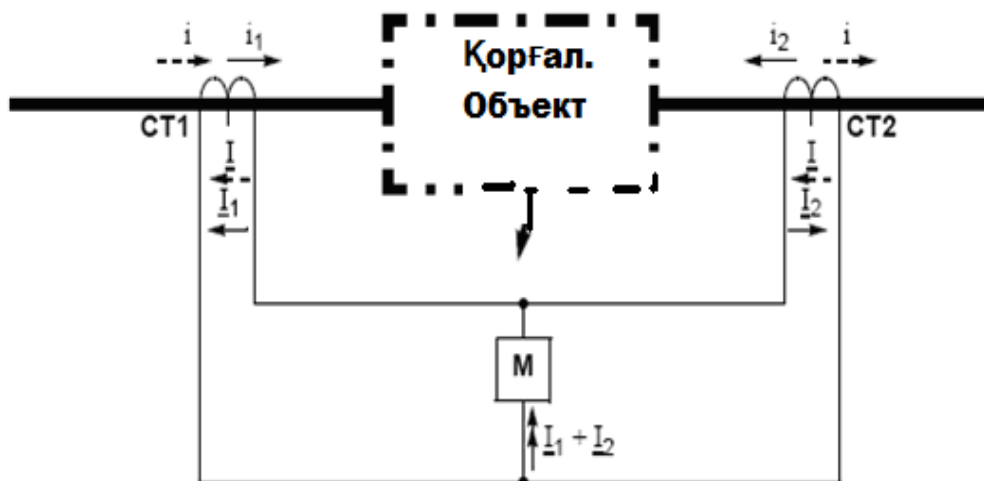 i i₁ i₂ i
Қорғал.
Объект
CT1 CT2
I I
I₁ I₂
M
I₁ + I₂